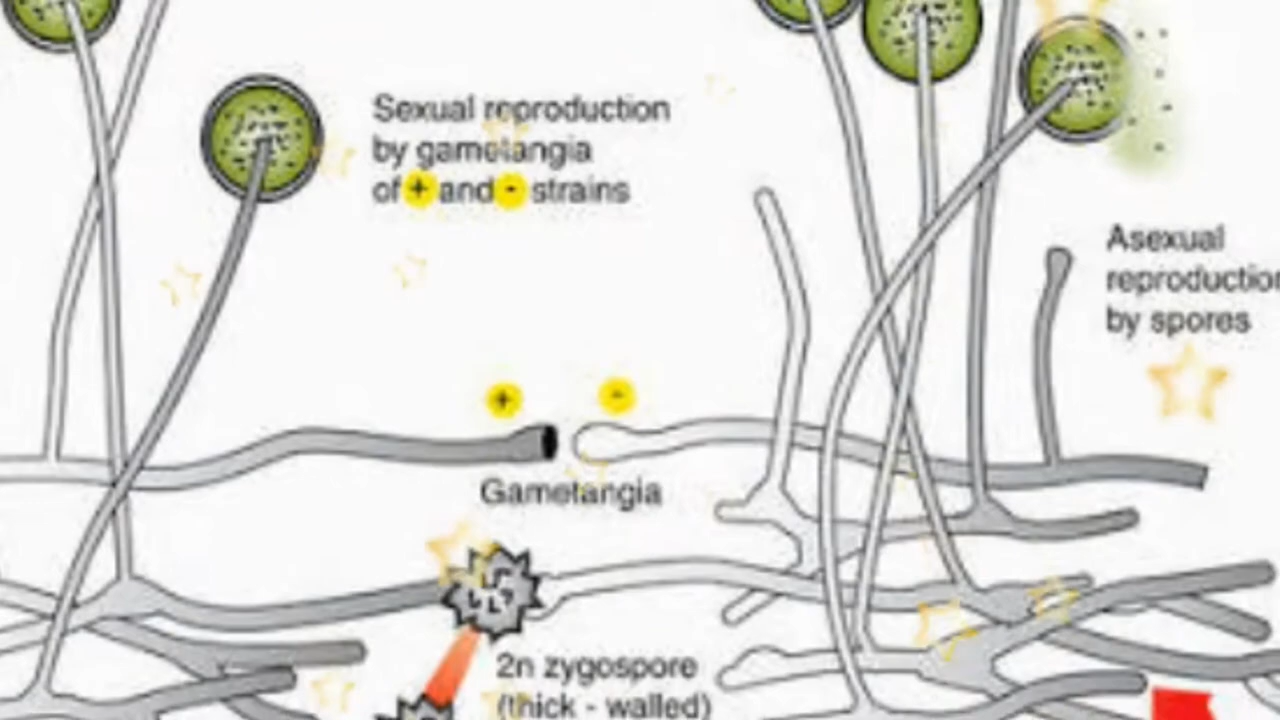 Sexual reproduction
by gametangia
of + and - strains
Asexual
reproduction
by spores
+ -
Gametangia
2n zygospore
(thick - walled)